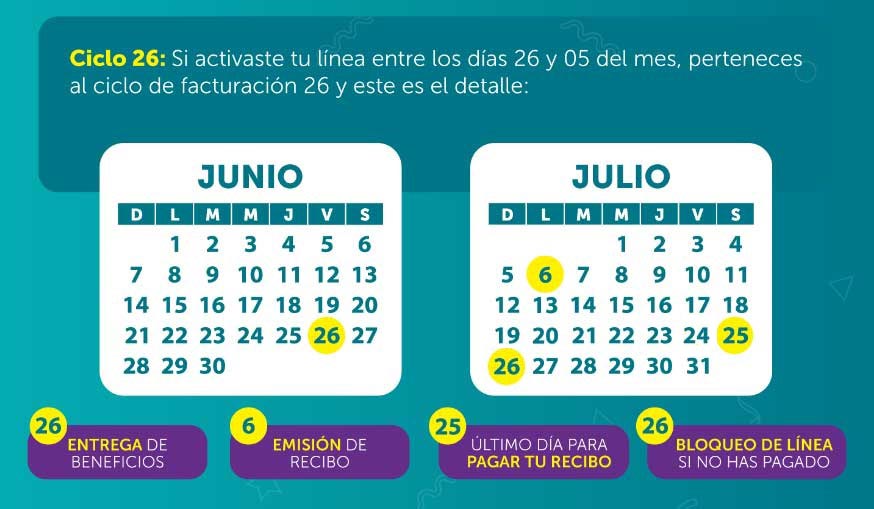 Ciclo 26: Si activaste tu línea entre los días 26 y 05 del mes, perteneces
al ciclo de facturación 26 y este es el detalle:
JUNIO
D L M M J V S
1 2 3 4 5 6
7 8 9 10 11 12 13
14 15 16 17 18 19 20
21 22 23 24 25 26 27
28 29 30
JULIO
D L M M J V S
1 2 3 4
5 6 7 8 9 10 11
12 13 14 15 16 17 18
19 20 21 22 23 24 25
26 27 28 29 30 31
26
ENTREGA DE
BENEFICIOS
6
EMISIÓN DE
RECIBO
25
ÚLTIMO DÍA PARA
PAGAR TU RECIBO
26
BLOQUEO DE LÍNEA
SI NO HAS PAGADO